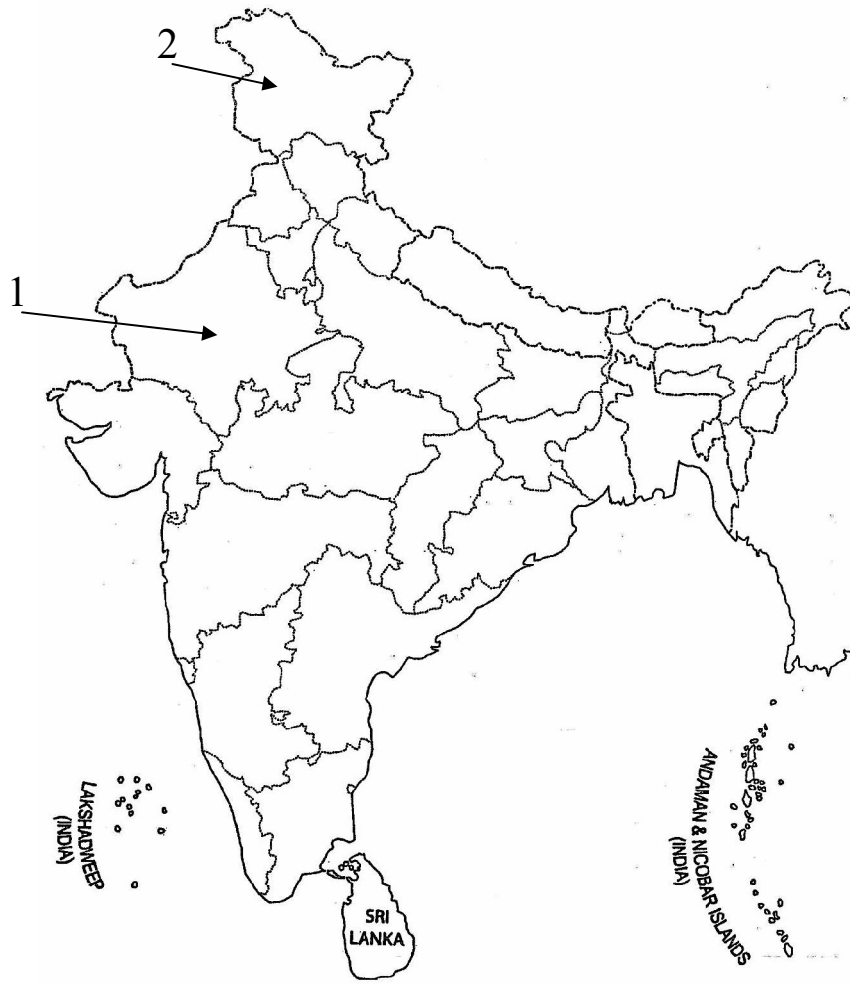 2
1
LAKSHADWEEP
(INDIA)
ANDAMAN & NICOBAR ISLANDS
(INDIA)
SRI
LANKA